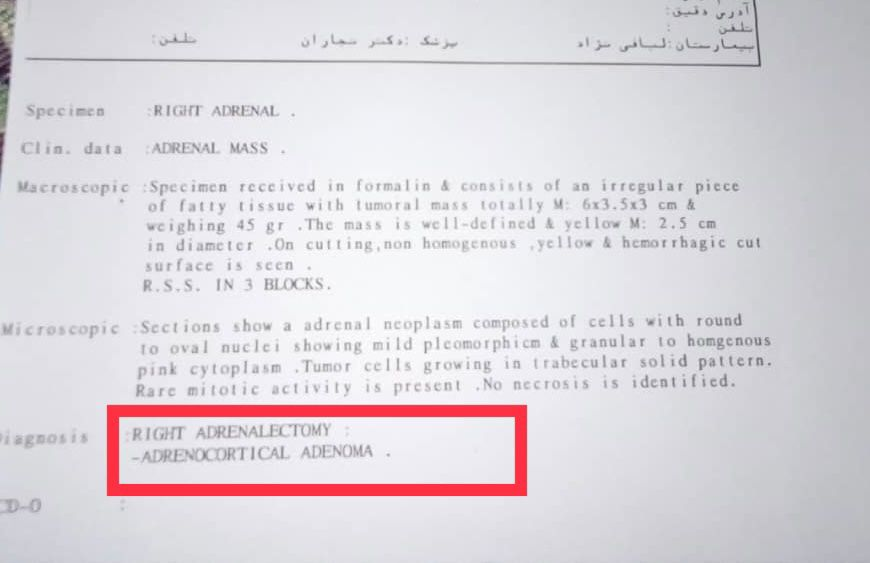 آدرس دقیق:
تلفن :
بیمارستان:لبافی نژاد پزشک :دکتر نجاران تلفن:
Specimen :RIGHT ADRENAL .
Clin. data :ADRENAL MASS .
Macroscopic :Specimen received in formalin & consists of an irregular piece
of fatty tissue with tumoral mass totally M: 6x3.5x3 cm &
weighing 45 gr .The mass is well-defined & yellow M: 2.5 cm
in diameter .On cutting,non homogenous ,yellow & hemorrhagic cut
surface is seen .
R.S.S. IN 3 BLOCKS.
Microscopic :Sections show a adrenal neoplasm composed of cells with round
to oval nuclei showing mild pleomorphicm & granular to homgenous
pink cytoplasm .Tumor cells growing in trabecular solid pattern.
Rare mitotic activity is present .No necrosis is identified.
iagnosis :RIGHT ADRENALECTOMY :
-ADRENOCORTICAL ADENOMA .
CD-O :